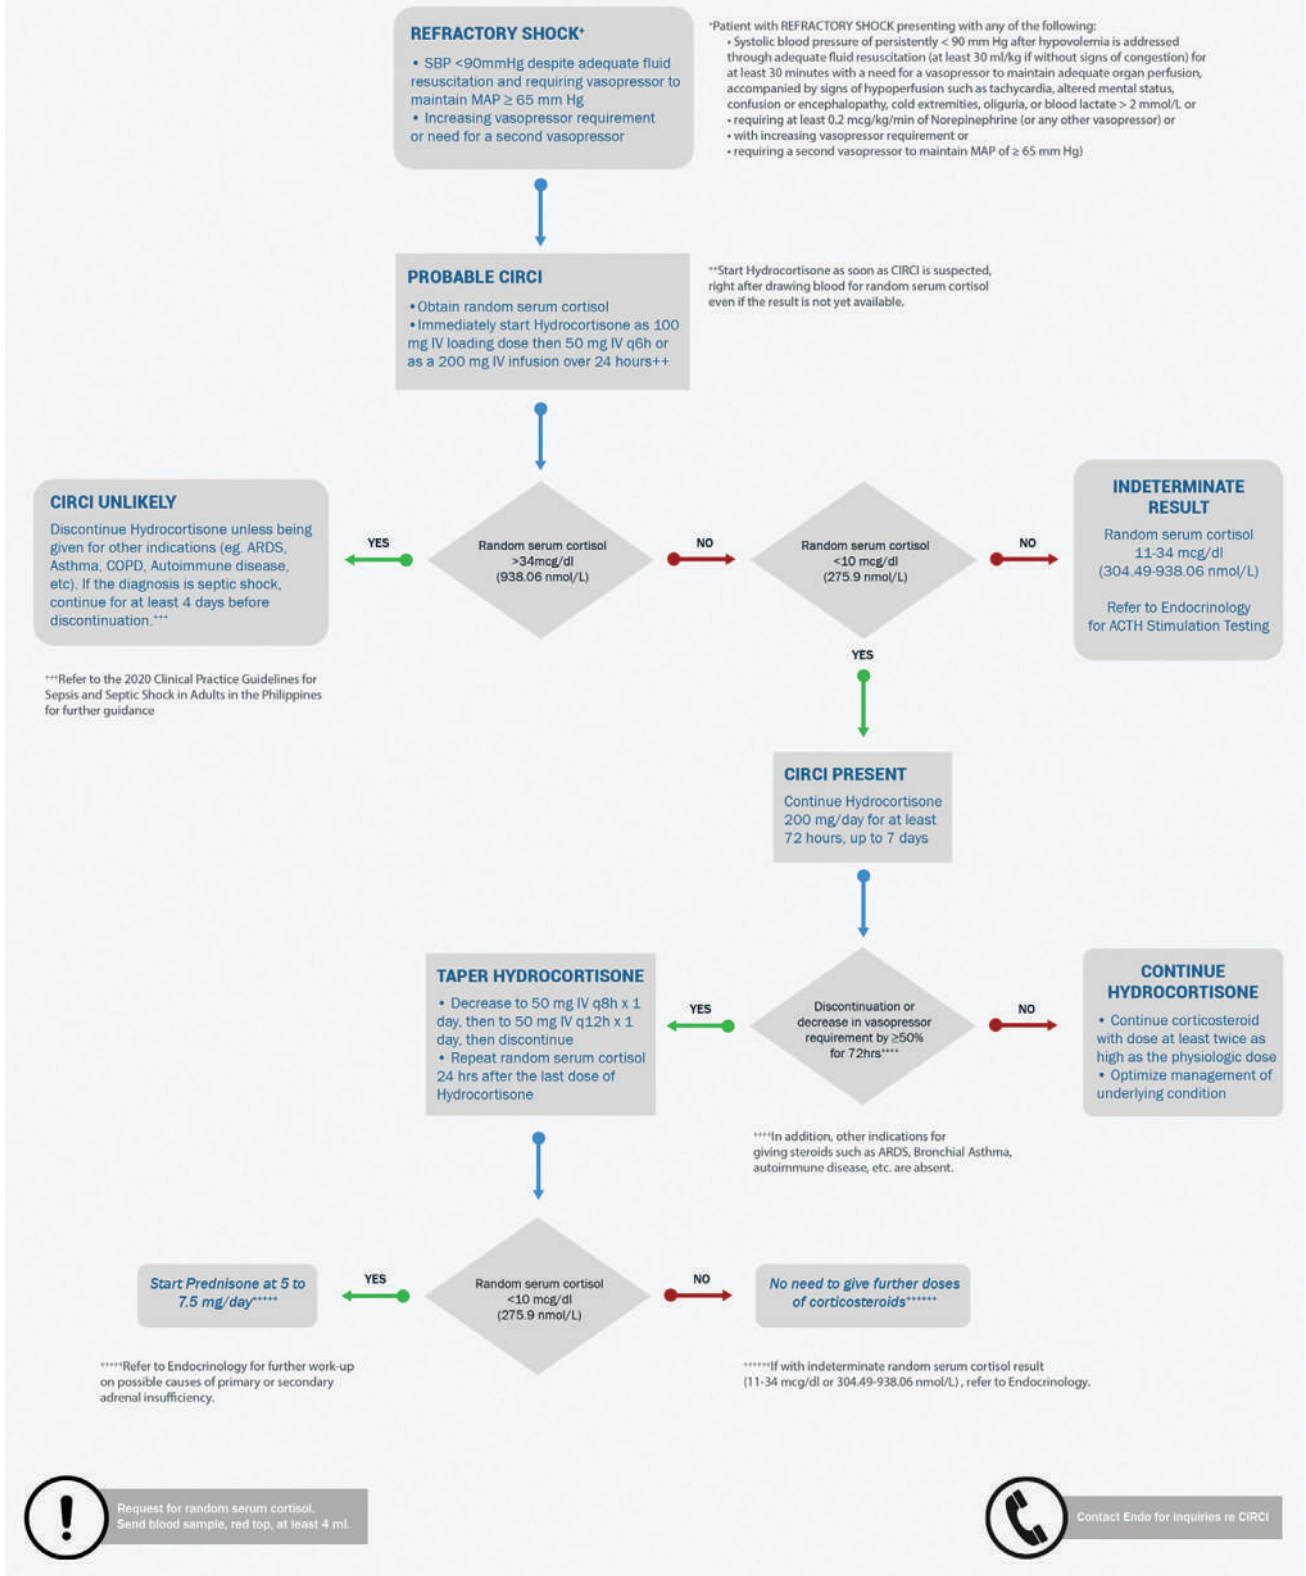 REFRACTORY SHOCK+
• SBP <90mmHg despite adequate fluid
resuscitation and requiring vasopressor to
maintain MAP ≥ 65 mm Hg
• Increasing vasopressor requirement
or need for a second vasopressor
+Patient with REFRACTORY SHOCK presenting with any of the following:
• Systolic blood pressure of persistently < 90 mm Hg after hypovolemia is addressed
through adequate fluid resuscitation (at least 30 ml/kg if without signs of congestion) for
at least 30 minutes with a need for a vasopressor to maintain adequate organ perfusion,
accompanied by signs of hypoperfusion such as tachycardia, altered mental status,
confusion or encephalopathy, cold extremities, oliguria, or blood lactate > 2 mmol/L or
• requiring at least 0.2 mcg/kg/min of Norepinephrine (or any other vasopressor) or
• with increasing vasopressor requirement or
• requiring a second vasopressor to maintain MAP of ≥ 65 mm Hg)
PROBABLE CIRCI
•Obtain random serum cortisol
•Immediately start Hydrocortisone as 100
mg IV loading dose then 50 mg IV q6h or
as a 200 mg IV infusion over 24 hours++
++Start Hydrocortisone as soon as CIRCI is suspected,
right after drawing blood for random serum cortisol
even if the result is not yet available.
CIRCI UNLIKELY
Discontinue Hydrocortisone unless being
given for other indications (eg. ARDS,
Asthma, COPD, Autoimmune disease,
etc). If the diagnosis is septic shock,
continue for at least 4 days before
discontinuation.+++
YES
Random serum cortisol
>34mcg/dl
(938.06 nmol/L)
NO
Random serum cortisol
<10 mcg/dl
(275.9 nmol/L)
NO
INDETERMINATE
RESULT
Random serum cortisol
11-34 mcg/dl
(304.49-938.06 nmol/L)
Refer to Endocrinology
for ACTH Stimulation Testing
+++Refer to the 2020 Clinical Practice Guidelines for
Sepsis and Septic Shock in Adults in the Philippines
for further guidance
YES
CIRCI PRESENT
Continue Hydrocortisone
200 mg/day for at least
72 hours, up to 7 days
TAPER HYDROCORTISONE
• Decrease to 50 mg IV q8h x 1
day, then to 50 mg IV q12h x 1
day, then discontinue
• Repeat random serum cortisol
24 hrs after the last dose of
Hydrocortisone
YES
Discontinuation or
decrease in vasopressor
requirement by ≥50%
for 72hrs++++
NO
CONTINUE
HYDROCORTISONE
• Continue corticosteroid
with dose at least twice as
high as the physiologic dose
• Optimize management of
underlying condition
++++In addition, other indications for
giving steroids such as ARDS, Bronchial Asthma,
autoimmune disease, etc. are absent.
Start Prednisone at 5 to
7.5 mg/day+++++
YES
Random serum cortisol
<10 mcg/dl
(275.9 nmol/L)
NO
No need to give further doses
of corticosteroids++++++
+++++Refer to Endocrinology for further work-up
on possible causes of primary or secondary
adrenal insufficiency.
++++++If with indeterminate random serum cortisol result
(11-34 mcg/dl or 304.49-938.06 nmol/L) , refer to Endocrinology.
!
Request for random serum cortisol.
Send blood sample, red top, at least 4 ml.
Contact Endo for inquiries re CIRCI